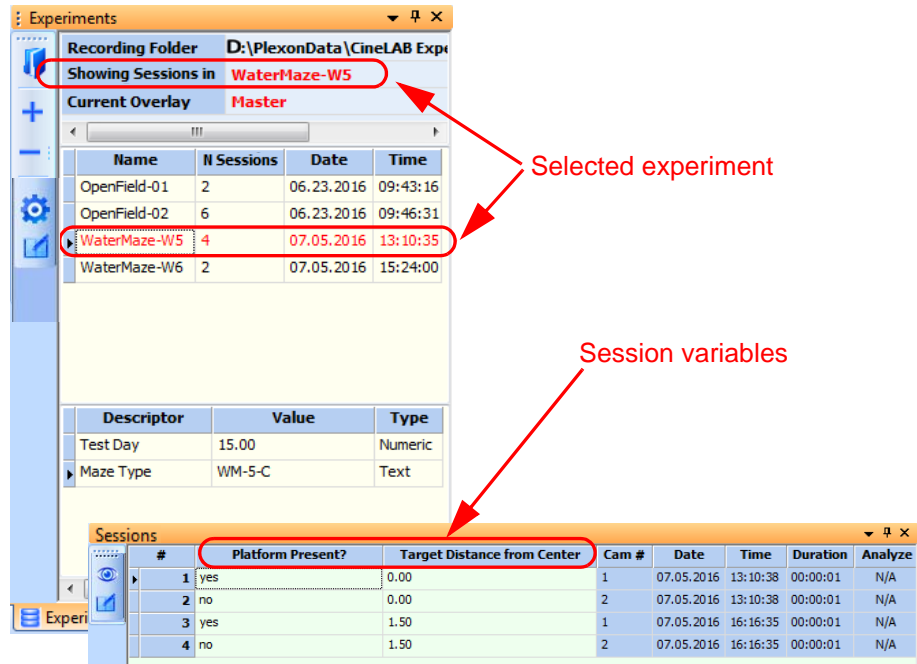 Experiments
Recording Folder D:\PlexonData\CineLAB Expe
Showing Sessions in WaterMaze-W5
Current Overlay Master
Name N Sessions Date Time
OpenField-01 2 06.23.2016 09:43:16
OpenField-02 6 06.23.2016 09:46:31
WaterMaze-W5 4 07.05.2016 13:10:35
WaterMaze-W6 2 07.05.2016 15:24:00
Selected experiment
Session variables
Descriptor Value Type
Test Day 15.00 Numeric
Maze Type WM-5-C Text
Sessions
# Platform Present? Target Distance from Center Cam # Date Time Duration Analyze
1 yes 0.00 1 07.05.2016 13:10:38 00:00:01 N/A
2 no 0.00 2 07.05.2016 13:10:38 00:00:01 N/A
3 yes 1.50 1 07.05.2016 16:16:35 00:00:01 N/A
4 no 1.50 2 07.05.2016 16:16:35 00:00:01 N/A
Experi